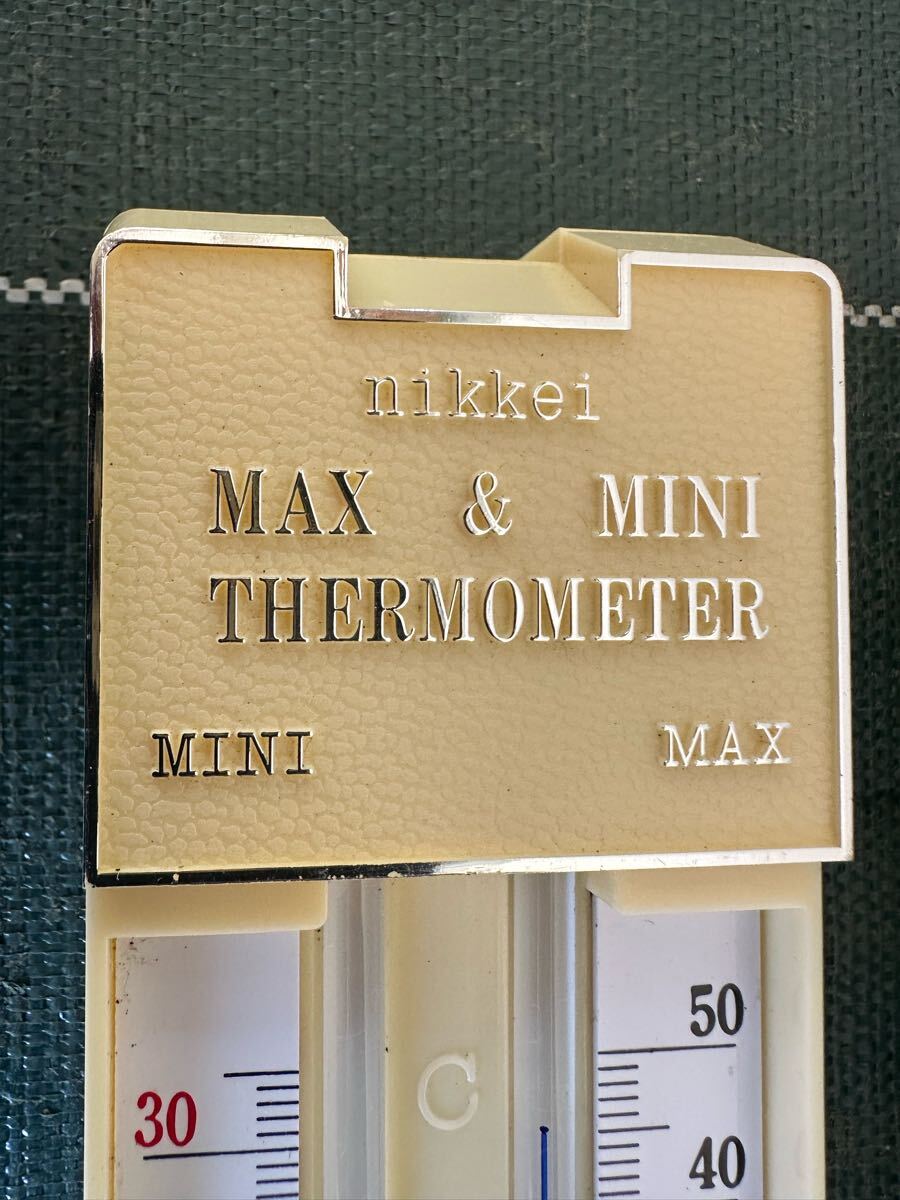 nikkei
MAX & MINI
THERMOMETER
MINI MAX
50
C
30
40